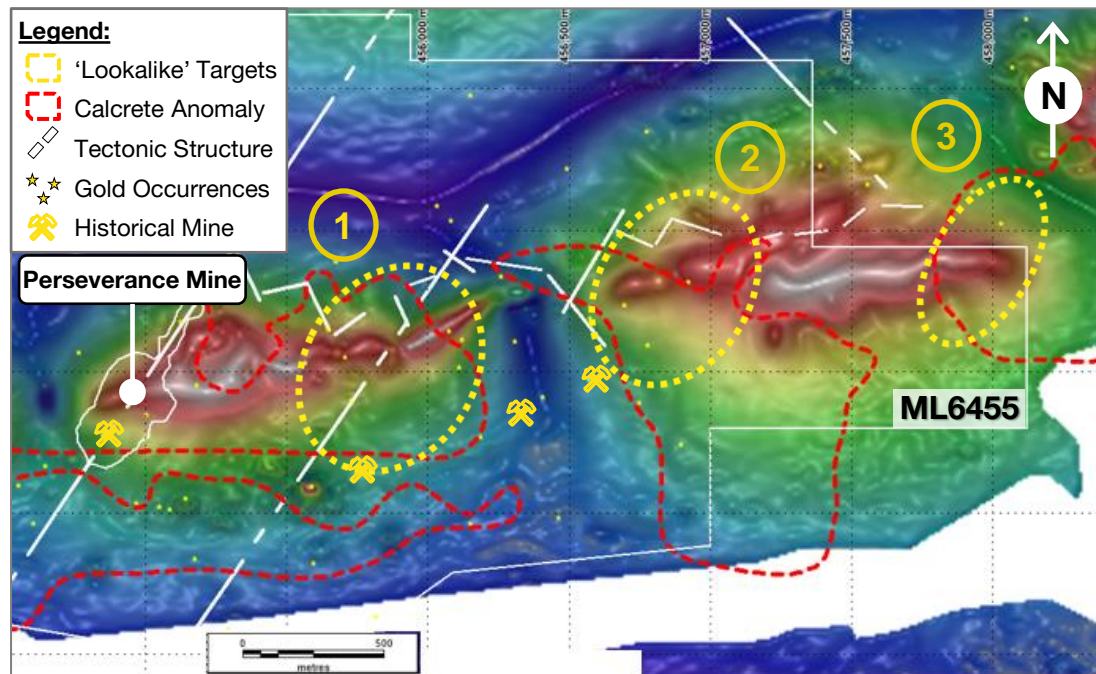 Legend:
'Lookalike' Targets
Calcrete Anomaly
Tectonic Structure
Gold Occurrences
Historical Mine
Perseverance Mine
456,000 m
456,500 m
457,000 m
457,500 m
458,000 m
N
1
2
3
ML6455
0 500
metres